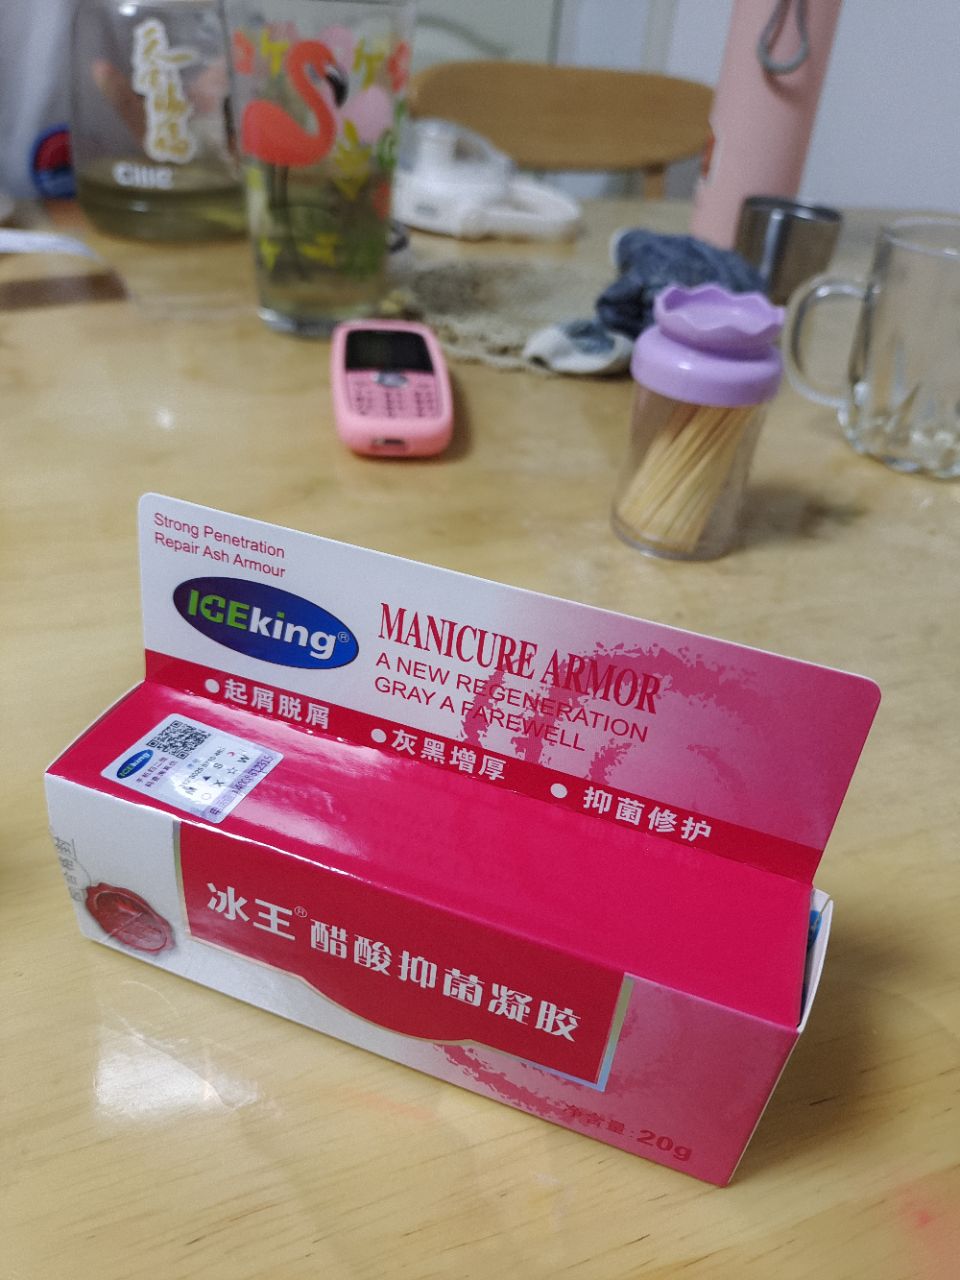 Strong Penetration
Repair Ash Armour
ICEking®
MANICURE ARMOR
A NEW REGENERATION
GRAY A FAREWELL
●起屑脱屑
●灰黑增厚
●抑菌修护
ICEking
冰王®醋酸抑菌凝胶
净含量:20g